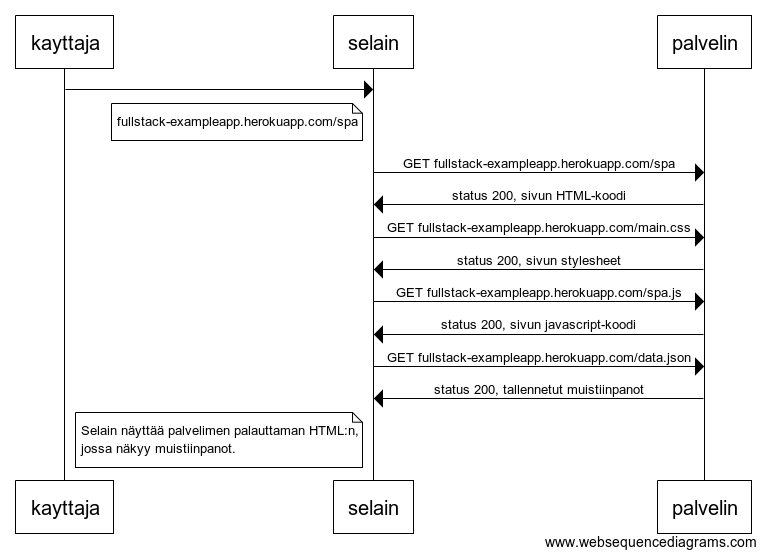 kayttaja
selain
palvelin
fullstack-exampleapp.herokuapp.com/spa
GET fullstack-exampleapp.herokuapp.com/spa
status 200, sivun HTML-koodi
GET fullstack-exampleapp.herokuapp.com/main.css
status 200, sivun stylesheet
GET fullstack-exampleapp.herokuapp.com/spa.js
status 200, sivun javascript-koodi
GET fullstack-exampleapp.herokuapp.com/data.json
status 200, tallennetut muistiinpanot
Selain näyttää palvelimen palauttaman HTML:n,
jossa näkyy muistiinpanot.
kayttaja
selain
palvelin
www.websequencediagrams.com